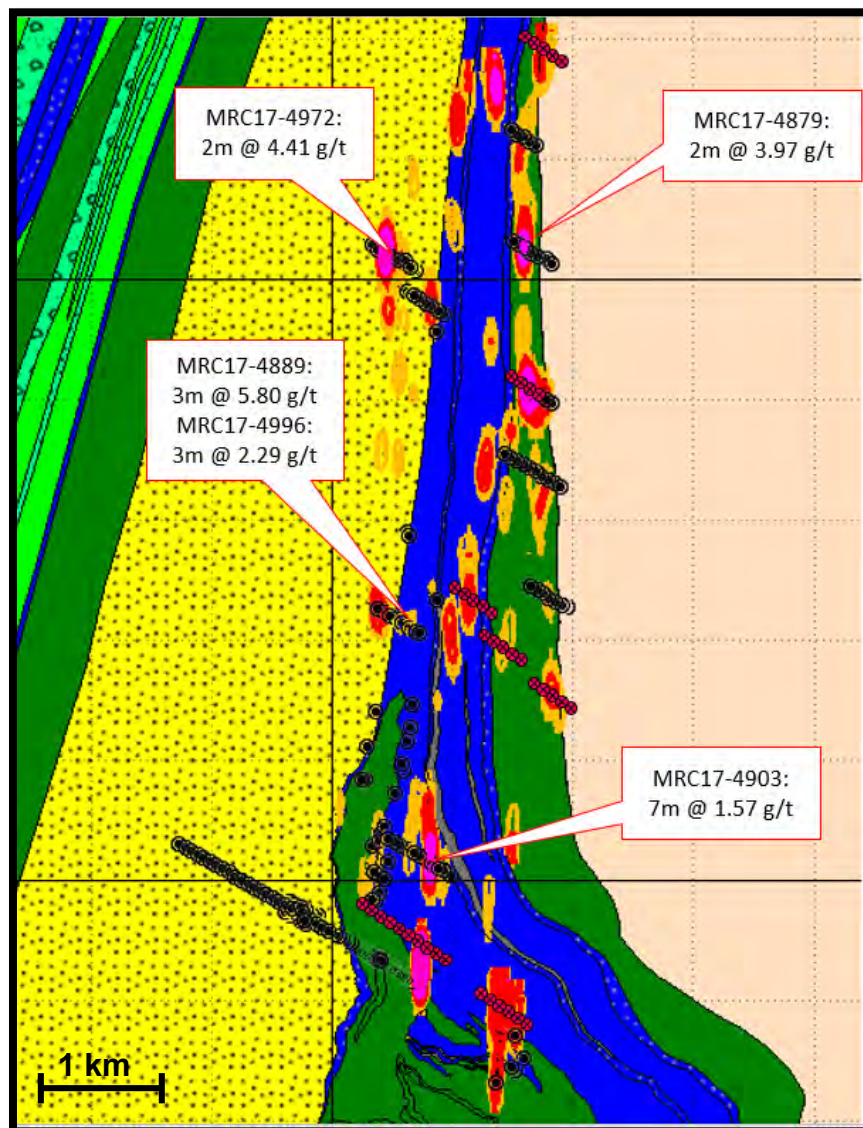 MRC17-4972:
2m @ 4.41 g/t
MRC17-4879:
2m @ 3.97 g/t
MRC17-4889:
3m @ 5.80 g/t
MRC17-4996:
3m @ 2.29 g/t
MRC17-4903:
7m @ 1.57 g/t
1 km